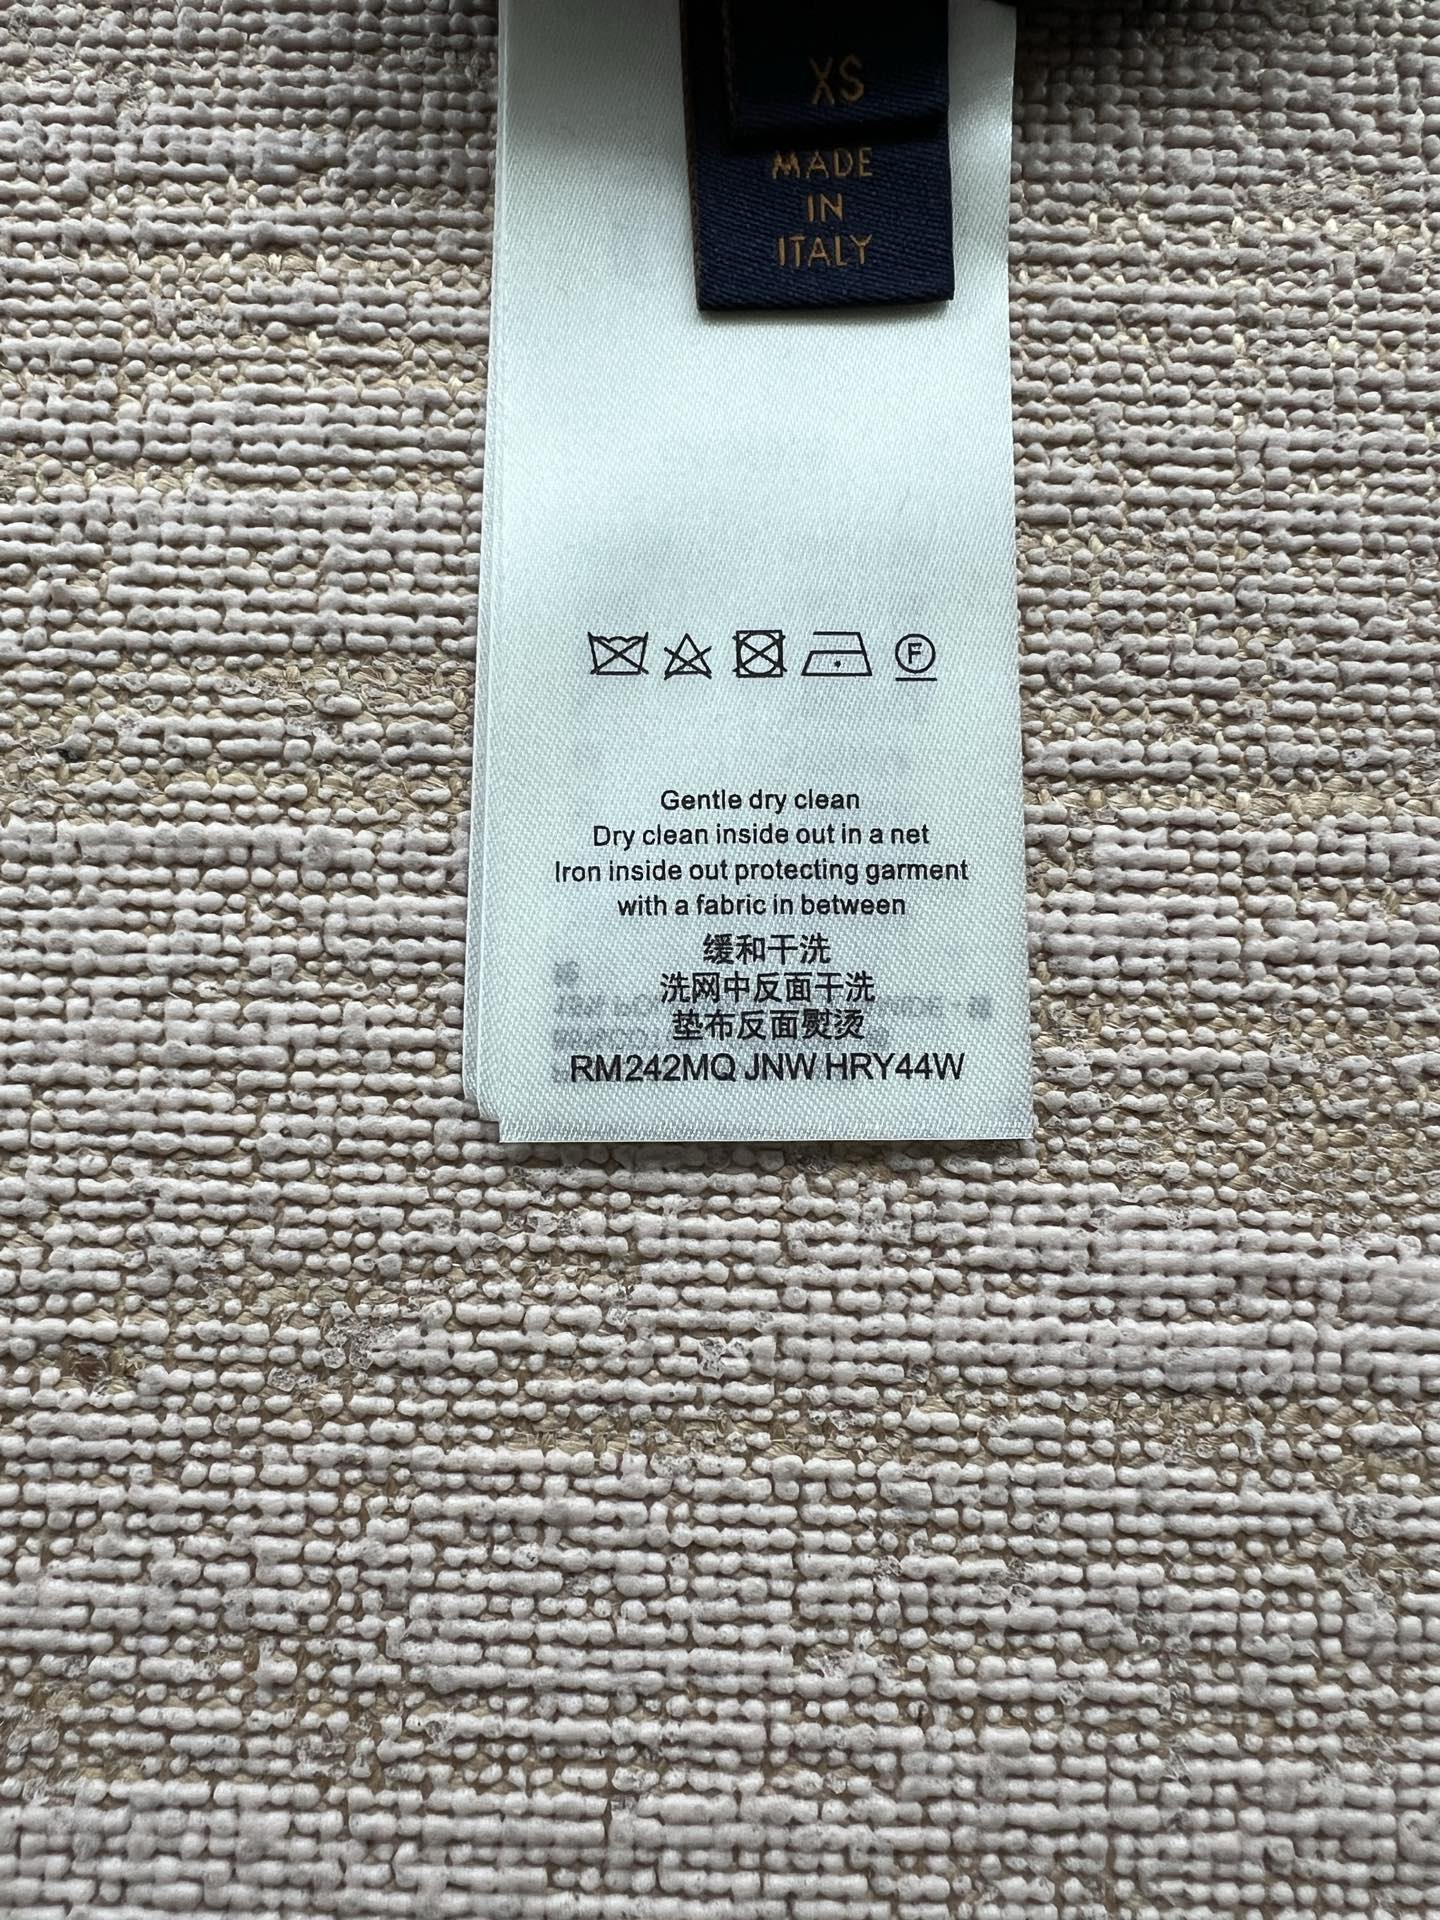 XS
MADE
IN
ITALY
F
Gentle dry clean
Dry clean inside out in a net
Iron inside out protecting garment
with a fabric in between
缓和干洗
洗网中反面干洗
垫布反面熨烫
RM242MQ JNW HRY44W